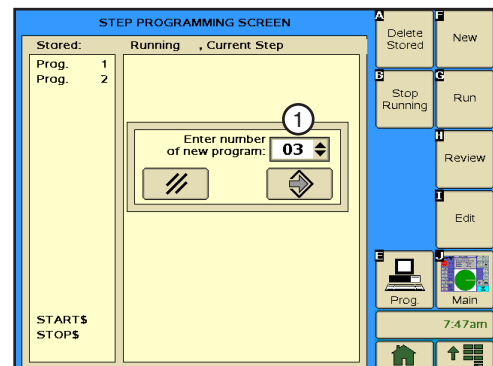 STEP PROGRAMMING SCREEN
Stored: Running , Current Step
Prog. 1
Prog. 2
1
Enter number
of new program: 03
START$
STOP$
A
Delete
Stored
F
New
B
Stop
Running
G
Run
H
Review
I
Edit
E
Prog.
J
Main
7:47am